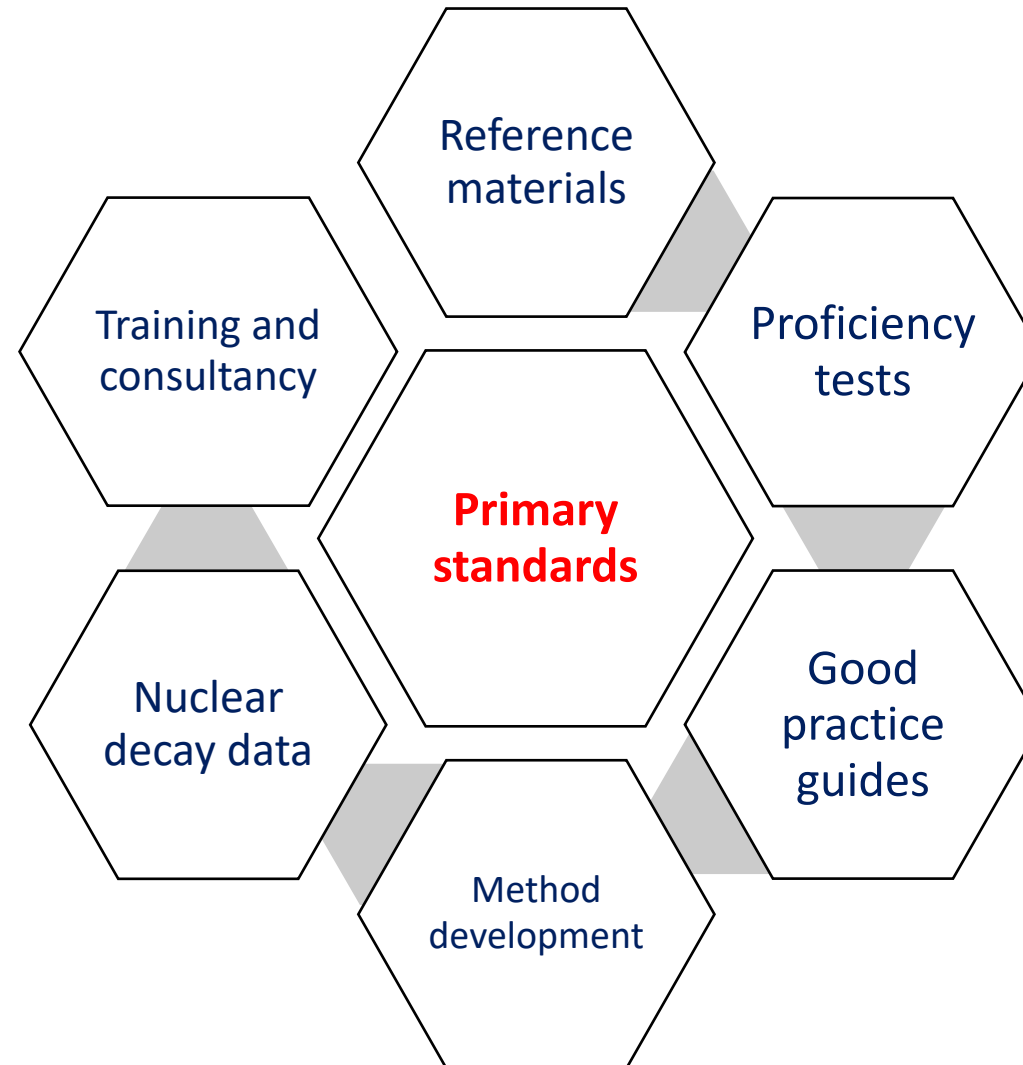 Reference
materials
Training and
consultancy
Proficiency
tests
Primary
standards
Nuclear
decay data
Good
practice
guides
Method
development